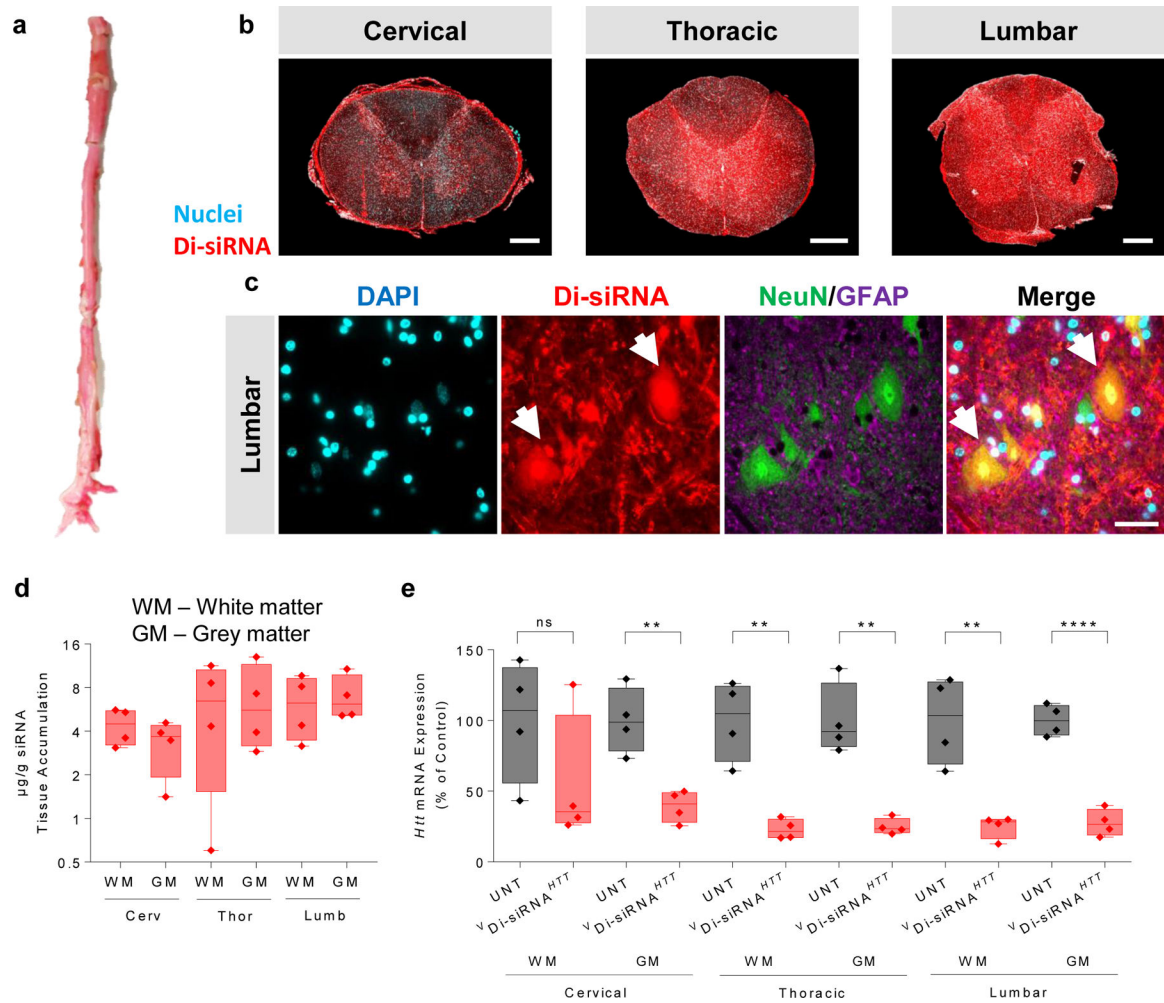 a
b
Cervical
Thoracic
Lumbar
Nuclei
Di-siRNA
c
DAPI
Di-siRNA
NeuN/GFAP
Merge
Lumbar
d
WM – White matter
GM – Grey matter
µg/g siRNA
Tissue Accumulation
16
8
4
2
1
0.5
WM GM WM GM WM GM
Cerv Thor Lumb
e
ns ** ** ** ** ****
Htt mRNA Expression
(% of Control)
150
100
50
0
UNT V Di-siRNA HTT UNT V Di-siRNA HTT UNT V Di-siRNA HTT UNT V Di-siRNA HTT UNT V Di-siRNA HTT UNT V Di-siRNA HTT
WM GM WM GM WM GM
Cervical Thoracic Lumbar